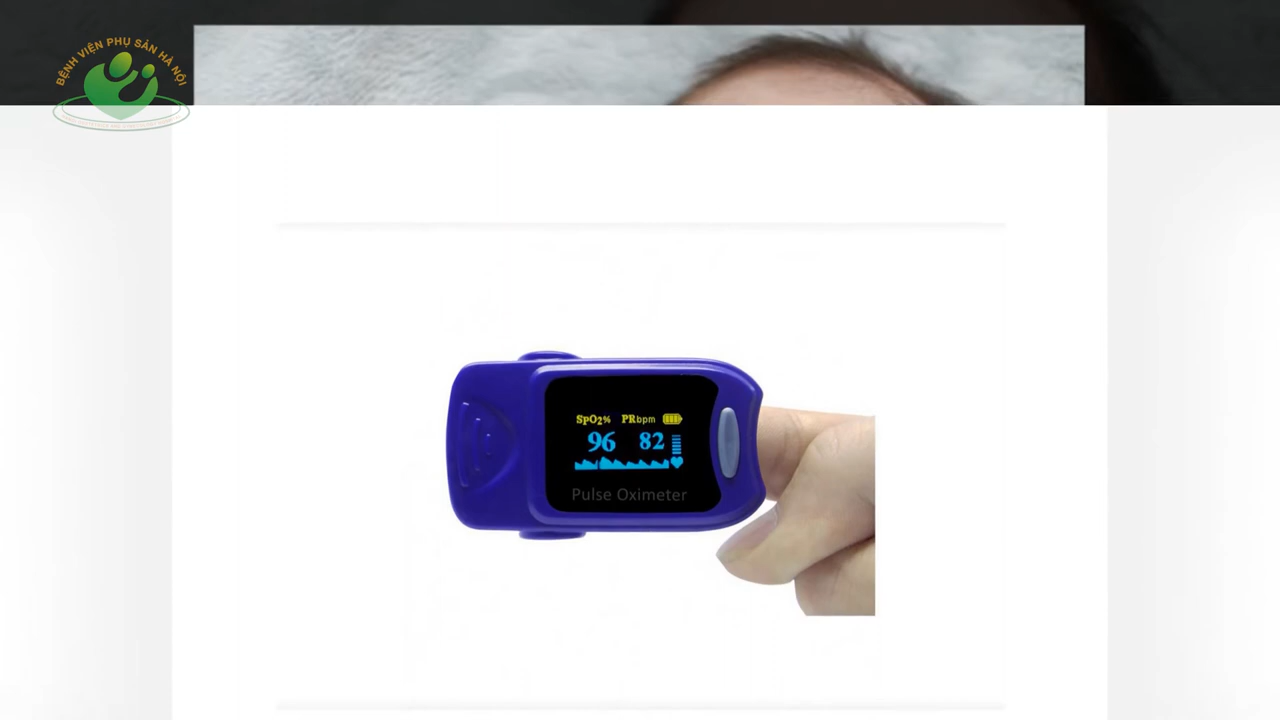 BỆNH VIỆN PHỤ SẢN HÀ NỘI
SpO2% PRbpm
96 82
Pulse Oximeter